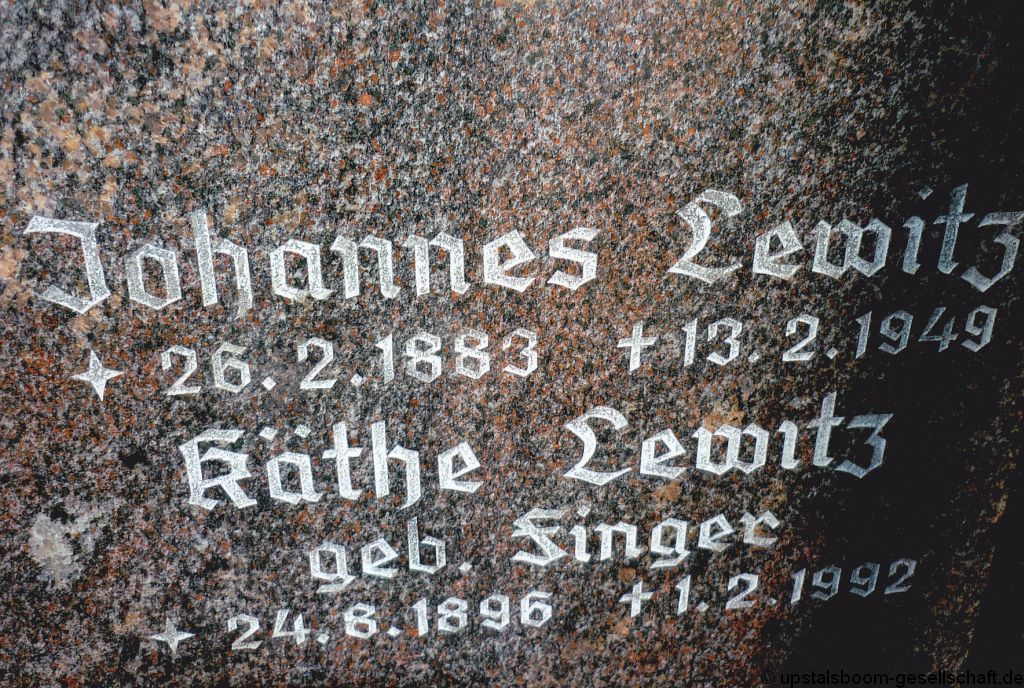 Johannes Lewitz
26.2.1883 + 13.2.1949
Käthe Lewitz
geb. Finger
24.8.1896 + 1.2.1992
© upstalsboom-gesellschaft.de